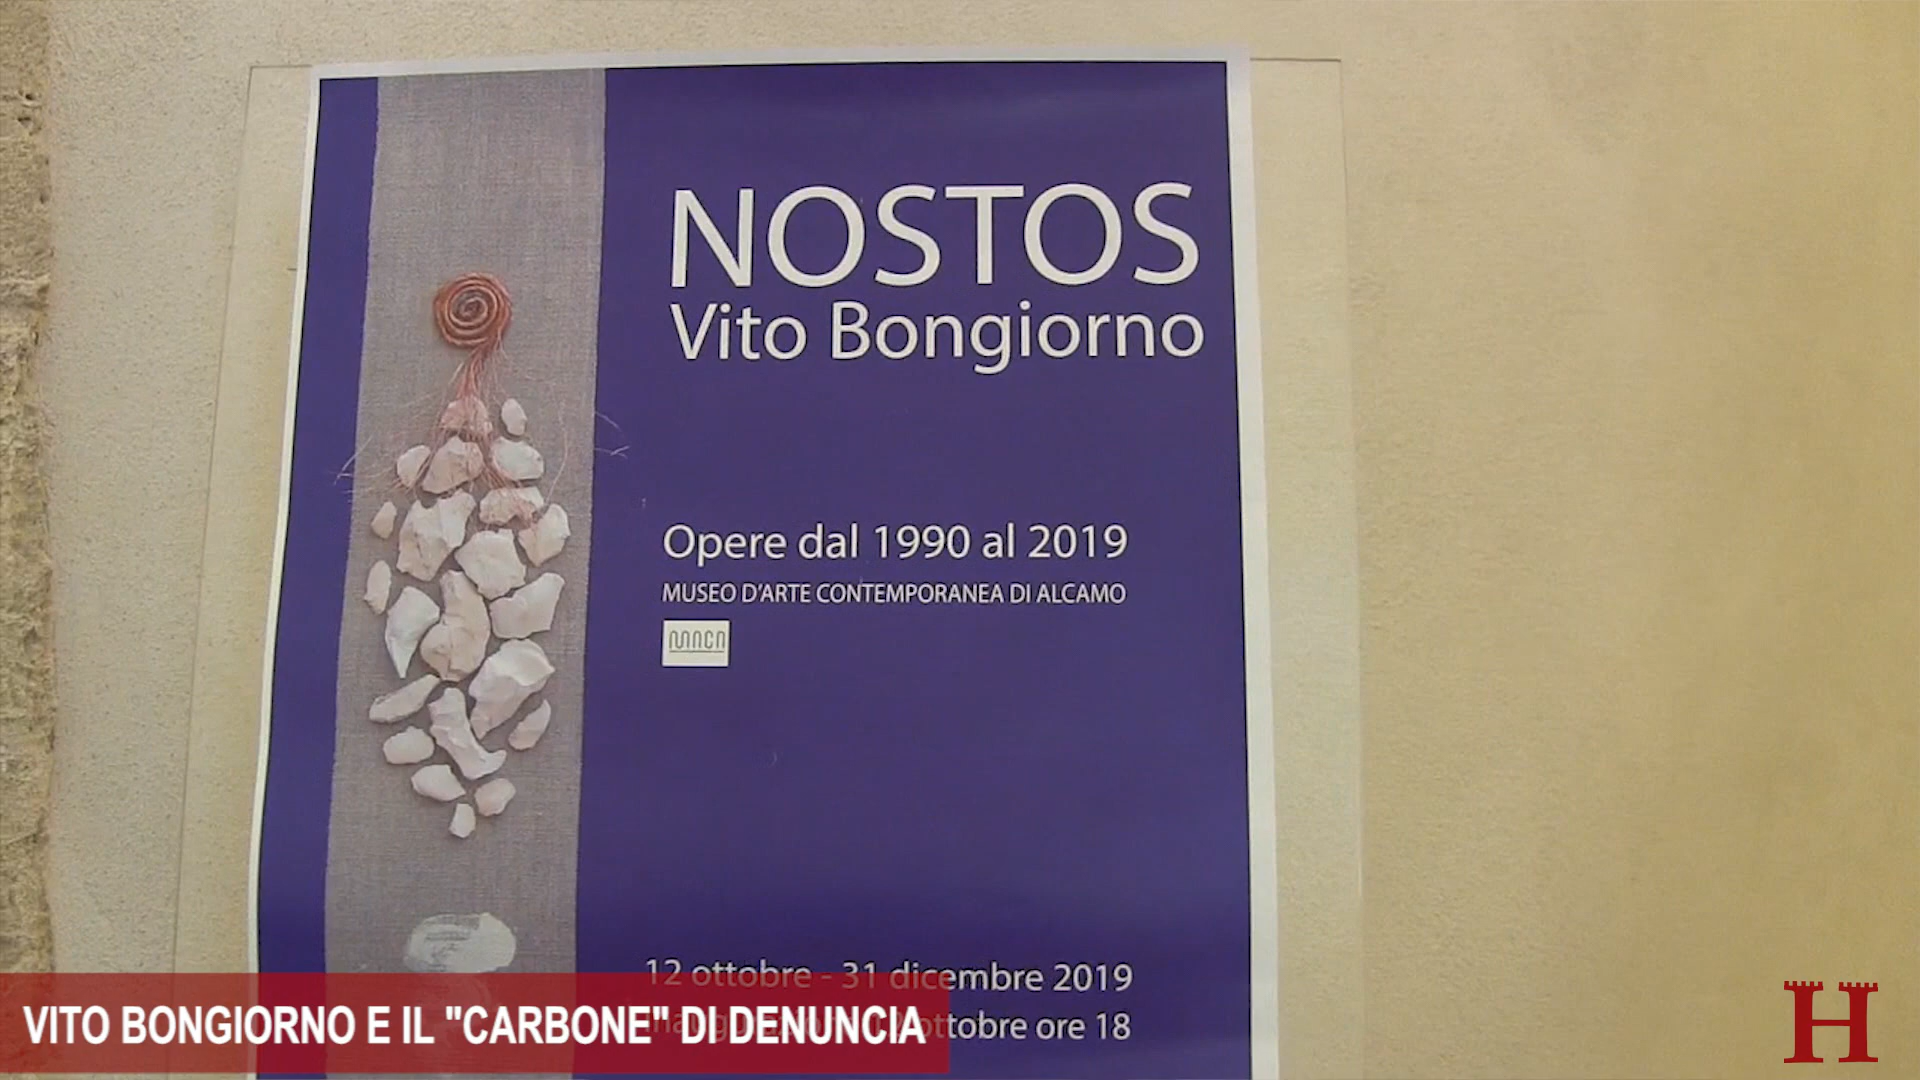 NOSTOS
Vito Bongiorno
Opere dal 1990 al 2019
MUSEO D'ARTE CONTEMPORANEA DI ALCAMO
MACA
12 ottobre - 31 dicembre 2019
ottobre ore 18
VITO BONGIORNO E IL "CARBONE" DI DENUNCIA
H